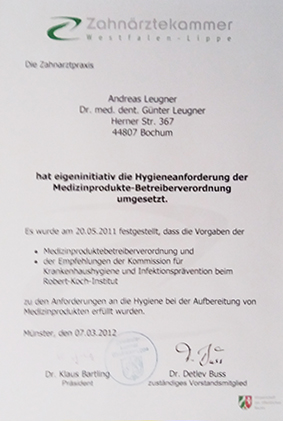 Zahnärztekammer
Westfalen-Lippe
Die Zahnarztpraxis
Andreas Leugner
Dr. med. dent. Günter Leugner
Herner Str. 367
44807 Bochum
hat eigeninitiativ die Hygieneanforderung der
Medizinprodukte-Betreiberverordnung
umgesetzt.
Es wurde am 20.05.2011 festgestellt, dass die Vorgaben der
• Medizinproduktebetreiberverordnung und
• der Empfehlungen der Kommission für
Krankenhaushygiene und Infektionsprävention beim
Robert-Koch-Institut
zu den Anforderungen an die Hygiene bei der Aufbereitung von
Medizinprodukten erfüllt wurden.
Münster, den 07.03.2012
Dr. Klaus Bartling
Präsident
Dr. Detlev Buss
zuständiges Vorstandsmitglied